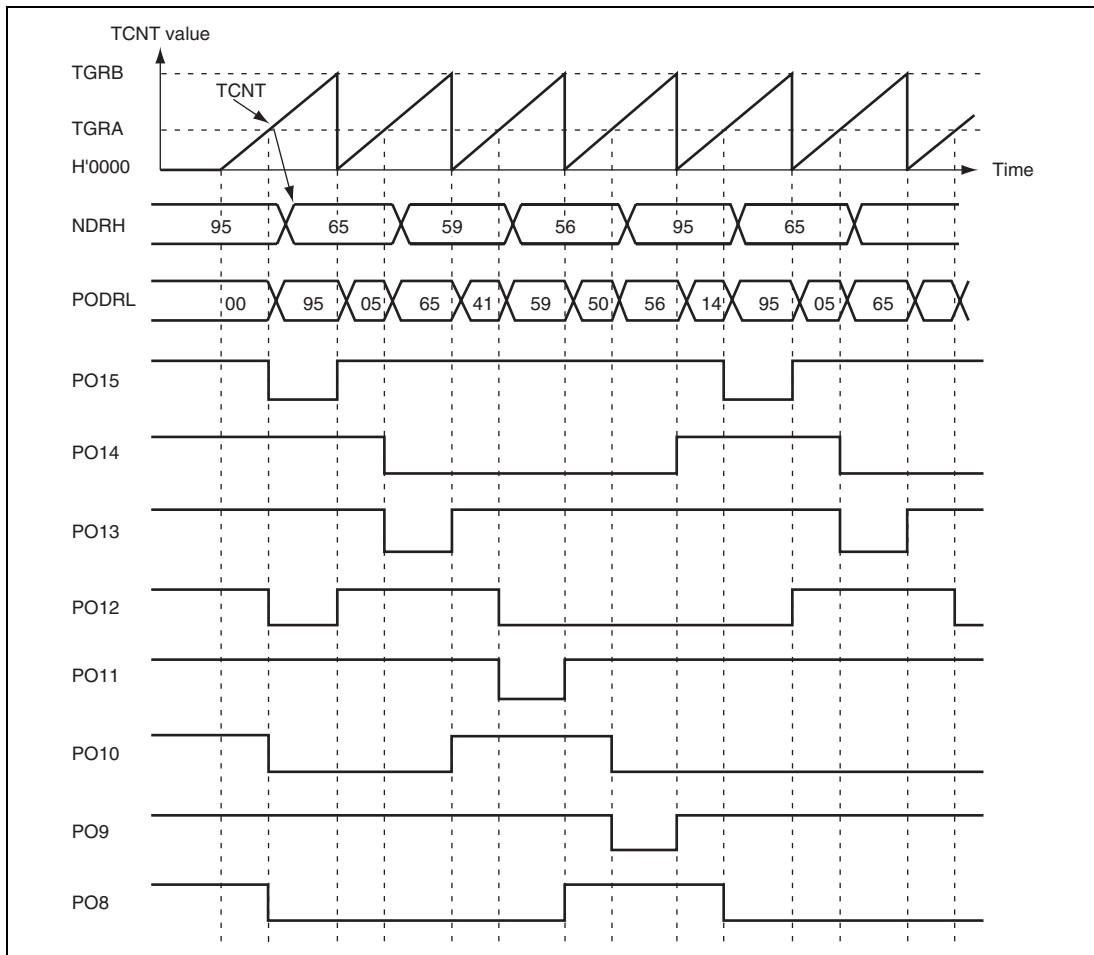 TCNT value
TGRB
TCNT
TGRA
H'0000
Time
NDRH
95 65 59 56 95 65
PODRL
00 95 05 65 41 59 50 56 14 95 05 65
PO15
PO14
PO13
PO12
PO11
PO10
PO9
PO8